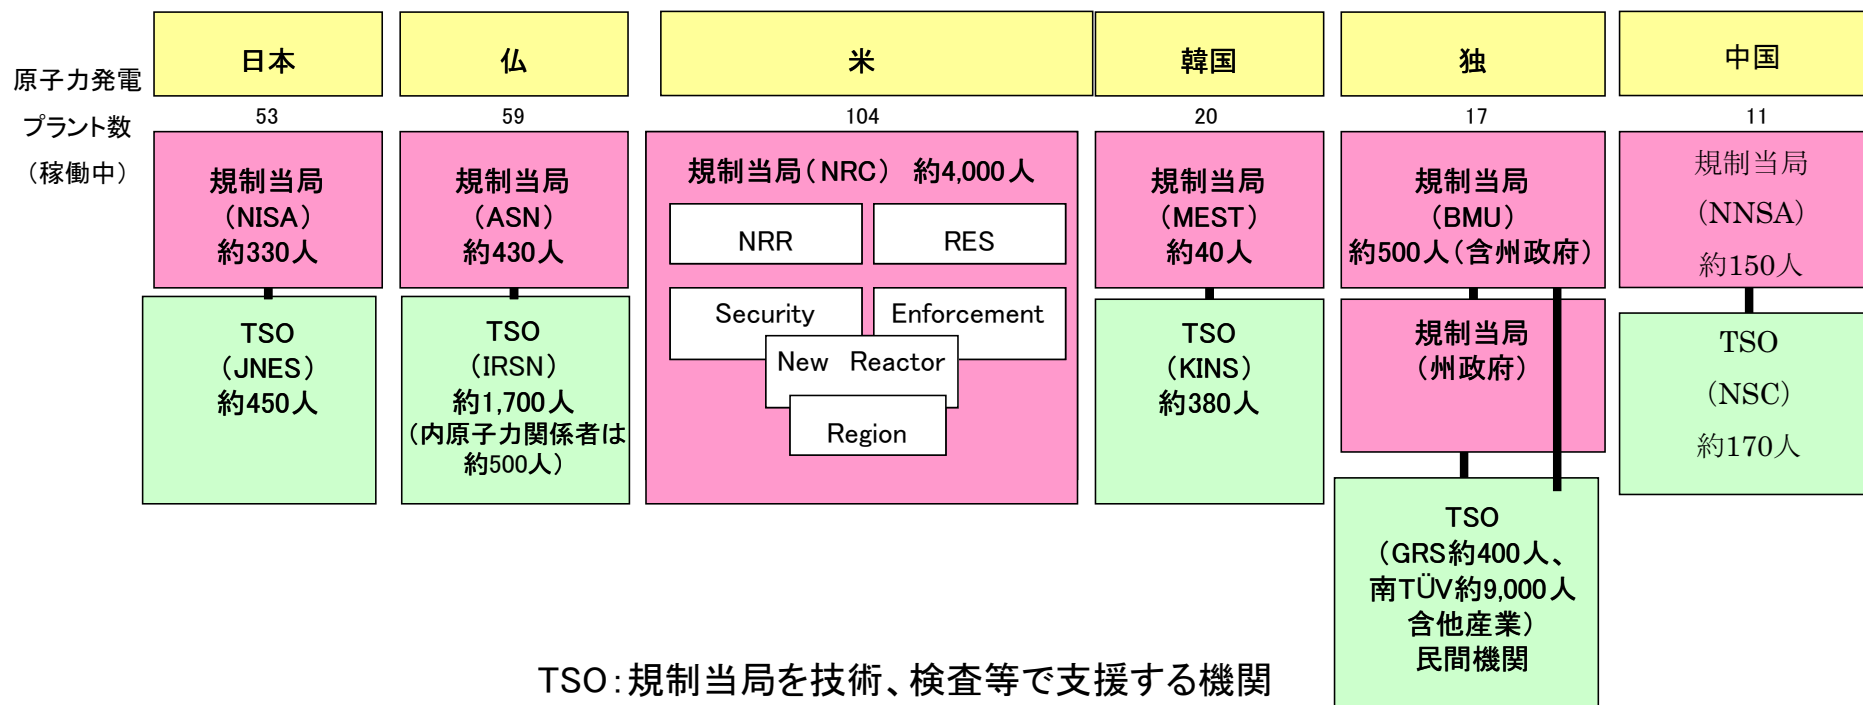 原子力発電
プラント数
（稼働中）
日本
53
規制当局
（NISA）
約330人
TSO
（JNES）
約450人
仏
59
規制当局
（ASN）
約430人
TSO
（IRSN）
約1,700人
（内原子力関係者は
約500人）
米
104
規制当局（NRC） 約4,000人
NRR
RES
Security
Enforcement
New Reactor
Region
韓国
20
規制当局
（MEST）
約40人
TSO
（KINS）
約380人
独
17
規制当局
（BMU）
約500人（含州政府）
規制当局
（州政府）
TSO
（GRS約400人、
南TÜV約9,000人
含他産業）
民間機関
中国
11
規制当局
（NNSA）
約150人
TSO
（NSC）
約170人
TSO：規制当局を技術、検査等で支援する機関